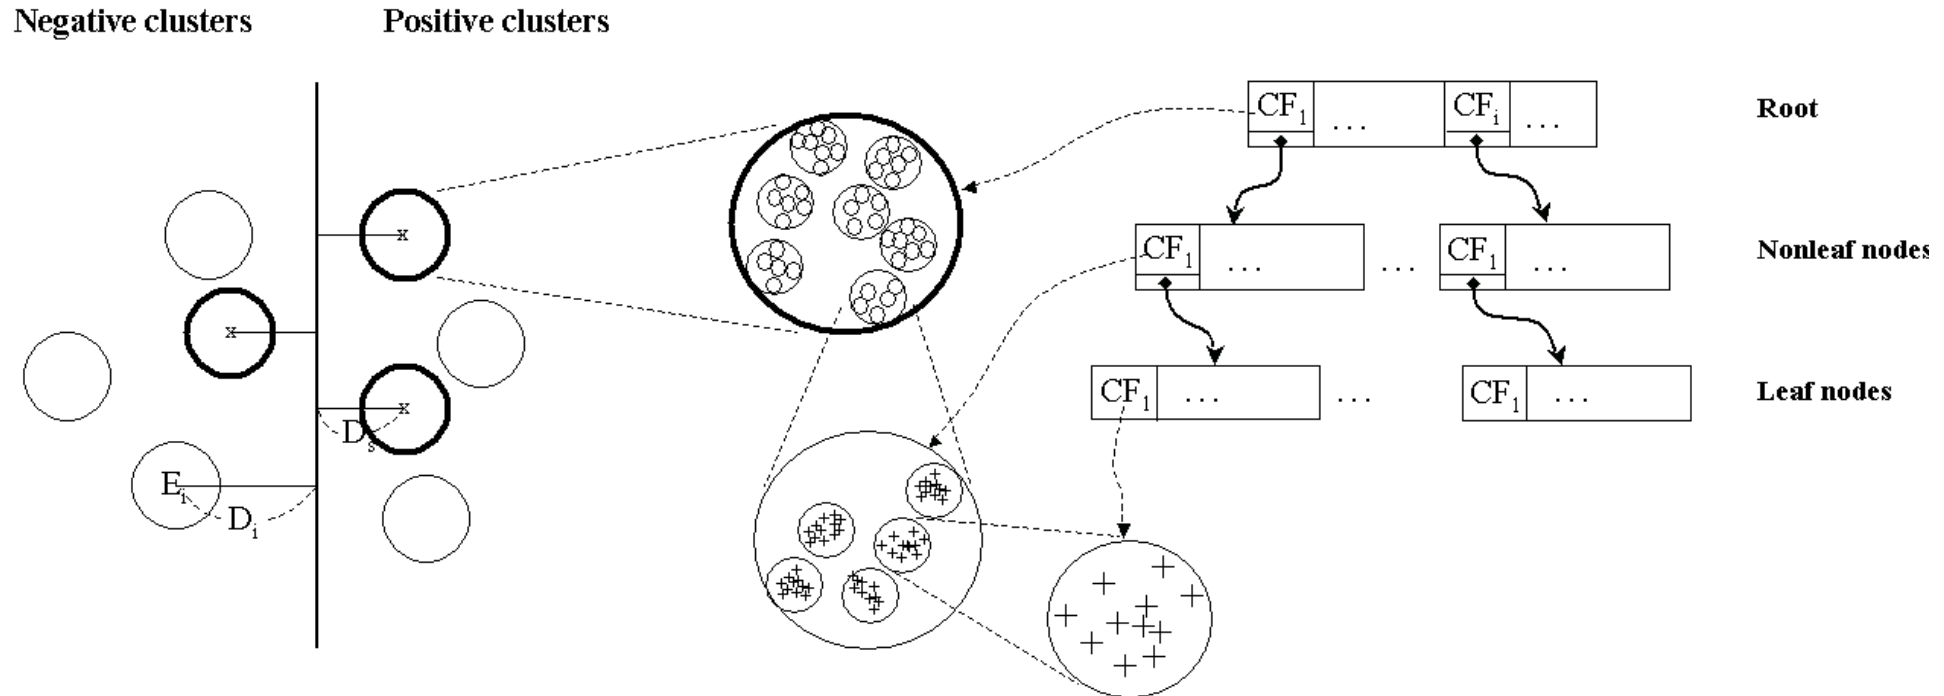 Negative clusters Positive clusters
CF1 ... CFi ... Root
CF1 ... ... CF1 ... Nonleaf nodes
CF1 ... ... CF1 ... Leaf nodes
x
x
x
Ds
Ei
Di